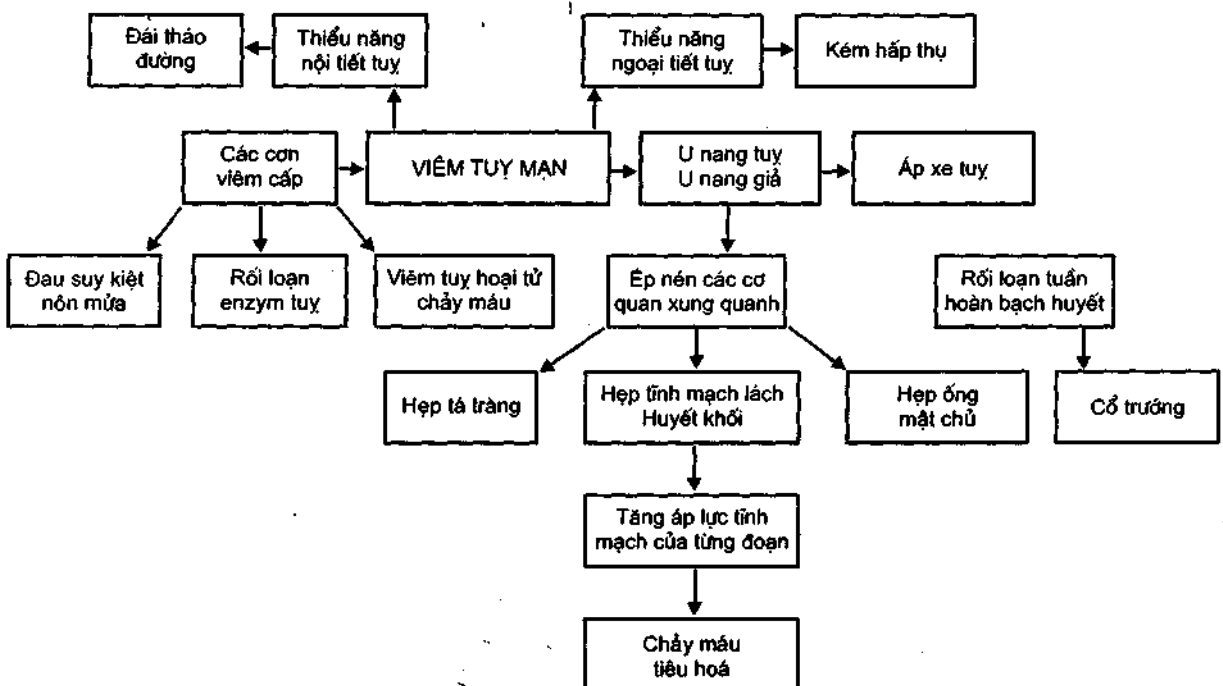 Đái tháo
đường
Thiểu năng
nội tiết tuỵ
Thiểu năng
ngoại tiết tuỵ
Kém hấp thụ
Các cơn
viêm cấp
VIÊM TUỴ MẠN
U nang tuỵ
U nang giả
Áp xe tuỵ
Đau suy kiệt
nôn mửa
Rối loạn
enzym tuỵ
Viêm tuỵ hoại tử
chảy máu
Ép nén các cơ
quan xung quanh
Rối loạn tuần
hoàn bạch huyết
Hẹp tá tràng
Hẹp tĩnh mạch lách
Huyết khối
Hẹp ống
mật chủ
Cổ trướng
Tăng áp lực tĩnh
mạch của từng đoạn
Chảy máu
tiêu hoá